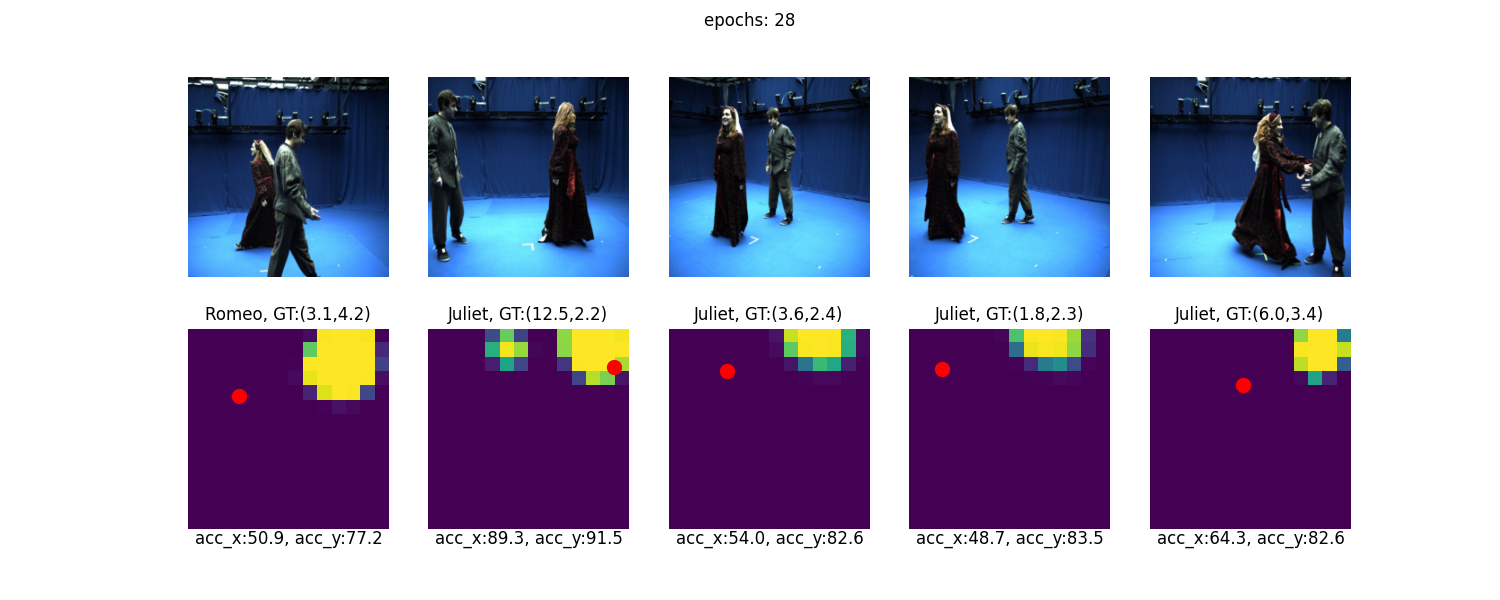 epochs: 28
Romeo, GT:(3.1,4.2)
Juliet, GT:(12.5,2.2)
Juliet, GT:(3.6,2.4)
Juliet, GT:(1.8,2.3)
Juliet, GT:(6.0,3.4)
acc_x:50.9, acc_y:77.2
acc_x:89.3, acc_y:91.5
acc_x:54.0, acc_y:82.6
acc_x:48.7, acc_y:83.5
acc_x:64.3, acc_y:82.6